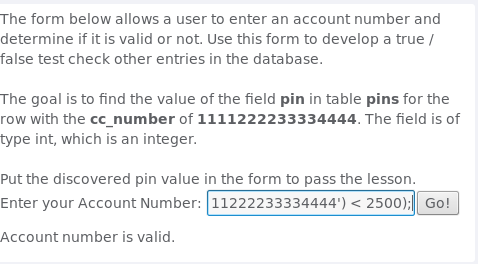 The form below allows a user to enter an account number and
determine if it is valid or not. Use this form to develop a true /
false test check other entries in the database.
The goal is to find the value of the field pin in table pins for the
row with the cc_number of 1111222233334444. The field is of
type int, which is an integer.
Put the discovered pin value in the form to pass the lesson.
Enter your Account Number: 11222233334444') < 2500); Go!
Account number is valid.